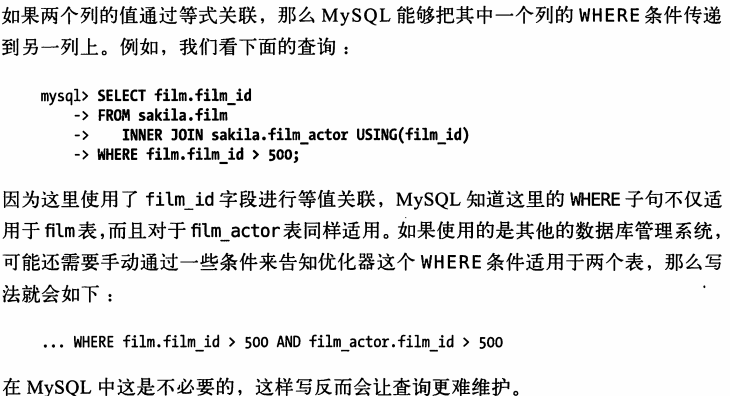 如果两个列的值通过等式关联，那么 MySQL 能够把其中一个列的 WHERE 条件传递
到另一列上。例如，我们看下面的查询：
mysql> SELECT film.film_id
-> FROM sakila.film
-> INNER JOIN sakila.film_actor USING(film_id)
-> WHERE film.film_id > 500;
因为这里使用了 film_id 字段进行等值关联，MySQL 知道这里的 WHERE 子句不仅适
用于 film 表，而且对于 film_actor 表同样适用。如果使用的是其他的数据库管理系统，
可能还需要手动通过一些条件来告知优化器这个 WHERE 条件适用于两个表，那么写
法就会如下：
... WHERE film.film_id > 500 AND film_actor.film_id > 500
在 MySQL 中这是不必要的，这样写反而会让查询更难维护。